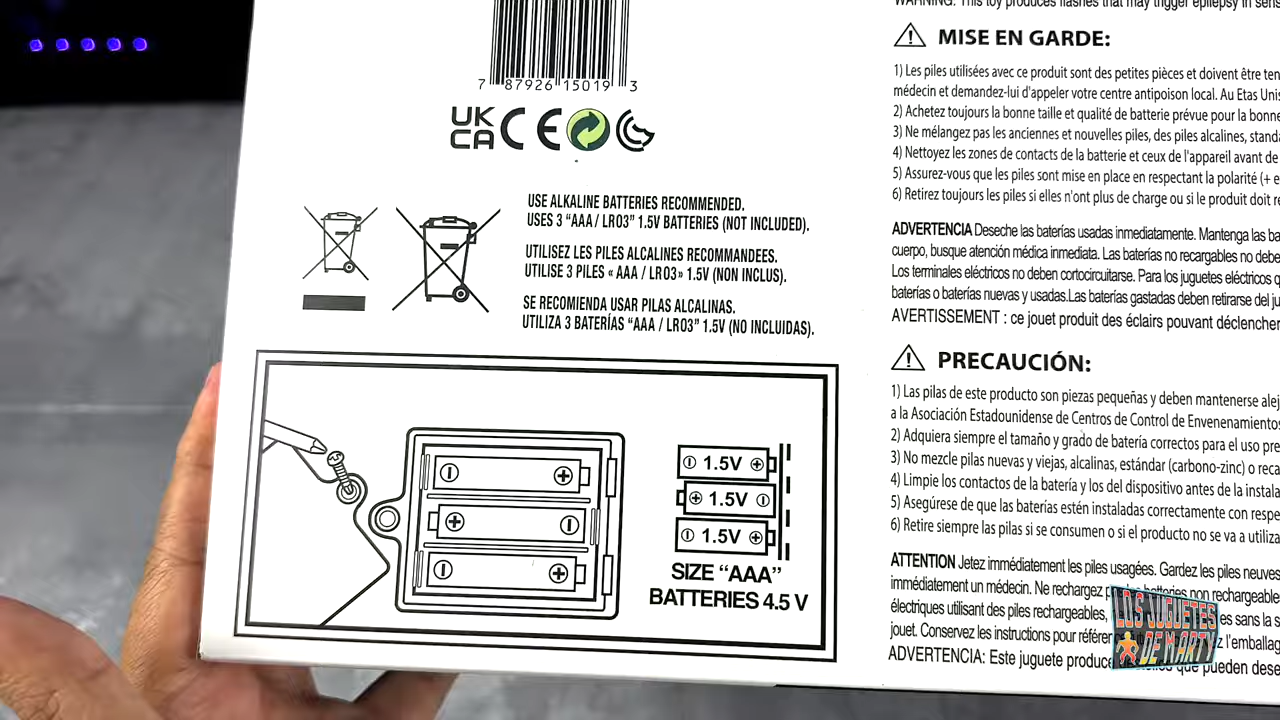 7 87926 15019 3
UK
CA CE
USE ALKALINE BATTERIES RECOMMENDED.
USES 3 “AAA / LR03” 1.5V BATTERIES (NOT INCLUDED).
UTILISEZ LES PILES ALCALINES RECOMMANDEES.
UTILISE 3 PILES « AAA / LR03» 1.5V (NON INCLUS).
SE RECOMIENDA USAR PILAS ALCALINAS.
UTILIZA 3 BATERÍAS “AAA / LR03” 1.5V (NO INCLUIDAS).
1.5V
1.5V
1.5V
SIZE “AAA”
BATTERIES 4.5 V
WARNING: This toy produces flashes that may trigger epilepsy in sens
MISE EN GARDE:
1) Les piles utilisées avec ce produit sont des petites pièces et doivent être ten
médecin et demandez-lui d'appeler votre centre antipoison local. Au Etas Unis
2) Achetez toujours la bonne taille et qualité de batterie prévue pour la bonne
3) Ne mélangez pas les anciennes et nouvelles piles, des piles alcalines, standa
4) Nettoyez les zones de contacts de la batterie et ceux de l'appareil avant de
5) Assurez-vous que les piles sont mise en place en respectant la polarité (+ e
6) Retirez toujours les piles si elles n'ont plus de charge ou si le produit doit re
ADVERTENCIA Deseche las baterías usadas inmediatamente. Mantenga las ba
cuerpo, busque atención médica inmediata. Las baterías no recargables no debe
Los terminales eléctricos no deben cortocircuitarse. Para los juguetes eléctricos q
baterías o baterías nuevas y usadas.Las baterías gastadas deben retirarse del ju
AVERTISSEMENT : ce jouet produit des éclairs pouvant déclencher
PRECAUCIÓN:
1) Las pilas de este producto son piezas pequeñas y deben mantenerse alej
a la Asociación Estadounidense de Centros de Control de Envenenamientos
2) Adquiera siempre el tamaño y grado de batería correctos para el uso pre
3) No mezcle pilas nuevas y viejas, alcalinas, estándar (carbono-zinc) o reca
4) Limpie los contactos de la batería y los del dispositivo antes de la instala
5) Asegúrese de que las baterías estén instaladas correctamente con respe
6) Retire siempre las pilas si se consumen o si el producto no se va a utiliza
ATTENTION Jetez immédiatement les piles usagées. Gardez les piles neuves
immédiatement un médecin. Ne rechargez batteries non rechargeable
électriques utilisant des piles rechargeables, es sans la s
jouet. Conservez les instructions pour référen z l'emballag
ADVERTENCIA: Este juguete produce que pueden dese
LOS JUGUETES
DE MARTY